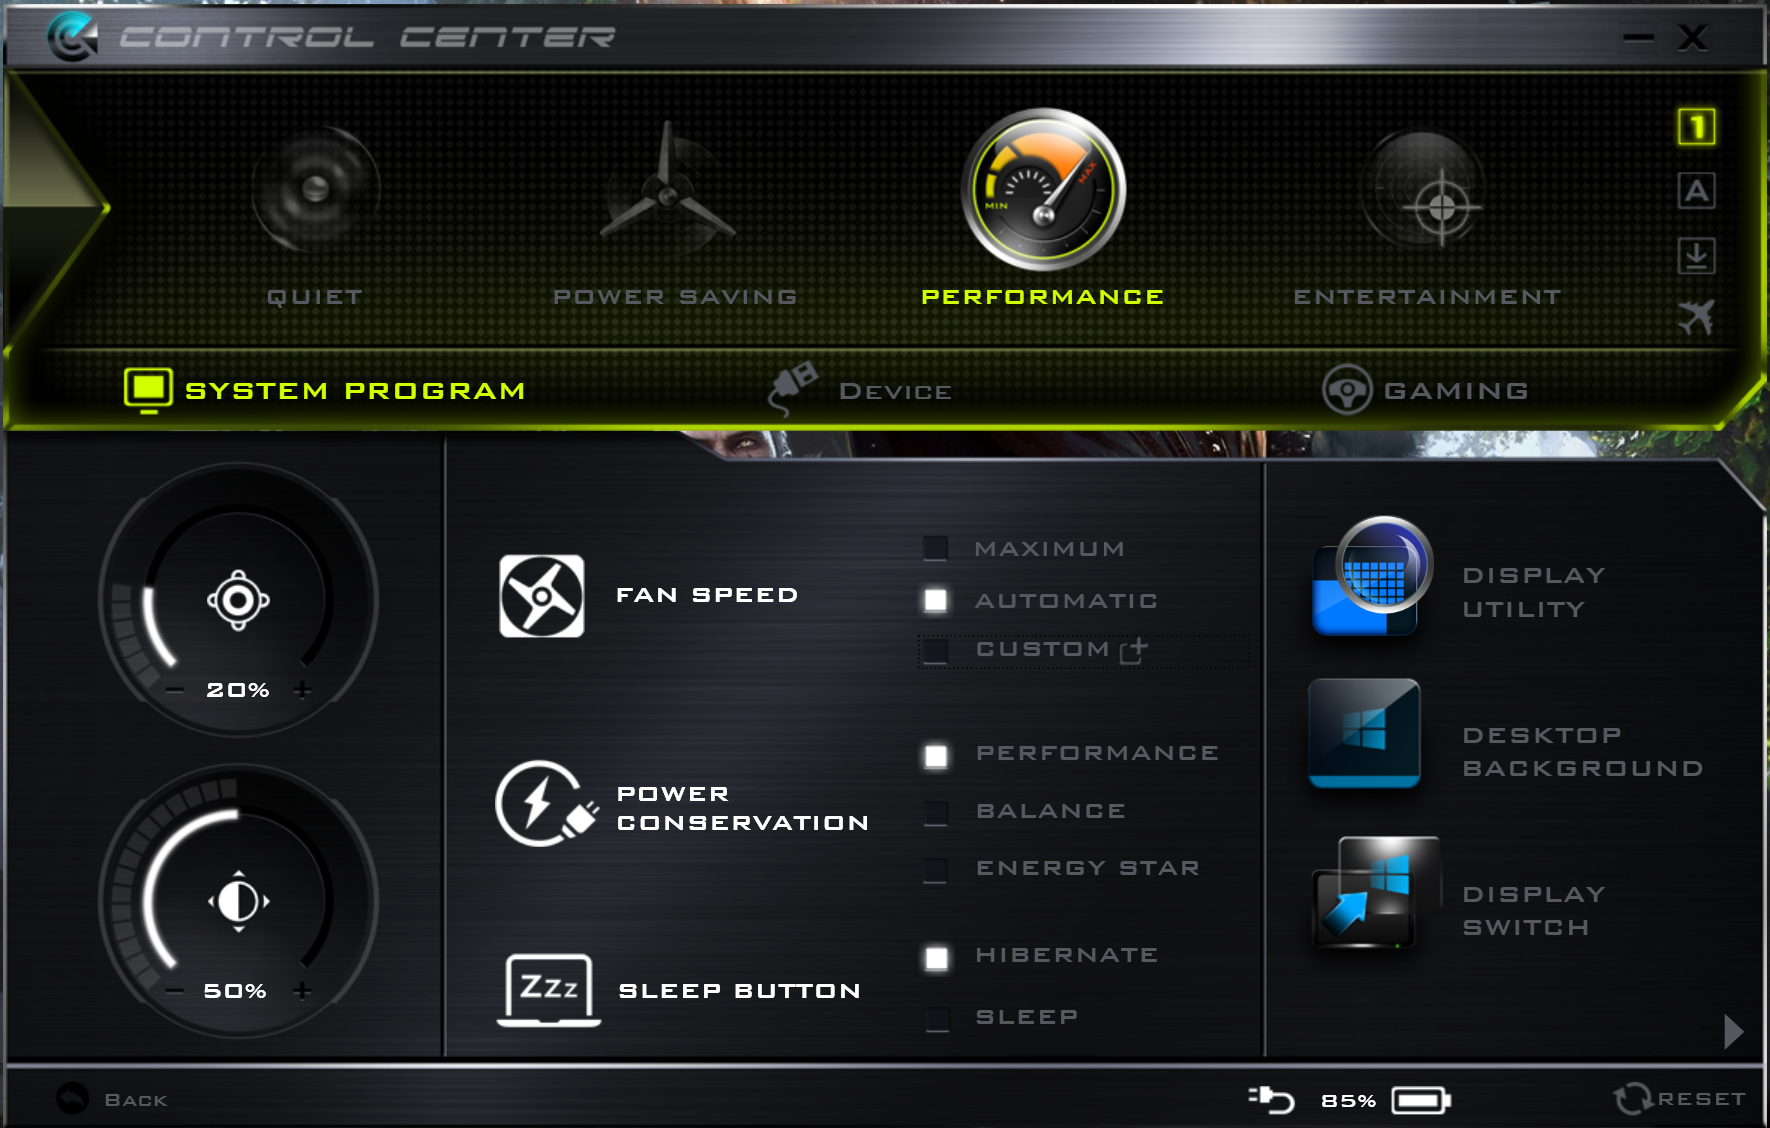 CONTROL CENTER
1
A
MIN
MAX
QUIET
POWER SAVING
PERFORMANCE
ENTERTAINMENT
SYSTEM PROGRAM
DEVICE
GAMING
20%
50%
FAN SPEED
MAXIMUM
AUTOMATIC
CUSTOM
POWER
CONSERVATION
PERFORMANCE
BALANCE
ENERGY STAR
ZZZ
SLEEP BUTTON
HIBERNATE
SLEEP
DISPLAY
UTILITY
DESKTOP
BACKGROUND
DISPLAY
SWITCH
BACK
85%
RESET